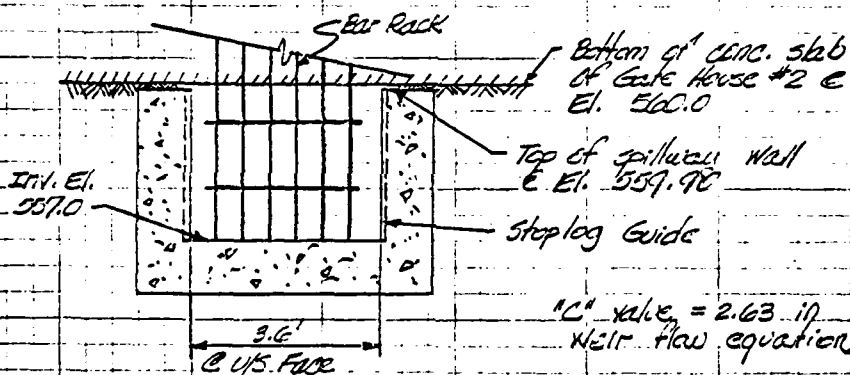 Bar Rack
Bottom of conc. slab
of Gate House #2 @
El. 560.0
Top of spillway wall
@ El. 559.90
Inv. El.
557.0
Stoplog Guide
3.6'
@ U/S Face
"C" value = 2.63 in
Weir flow equation